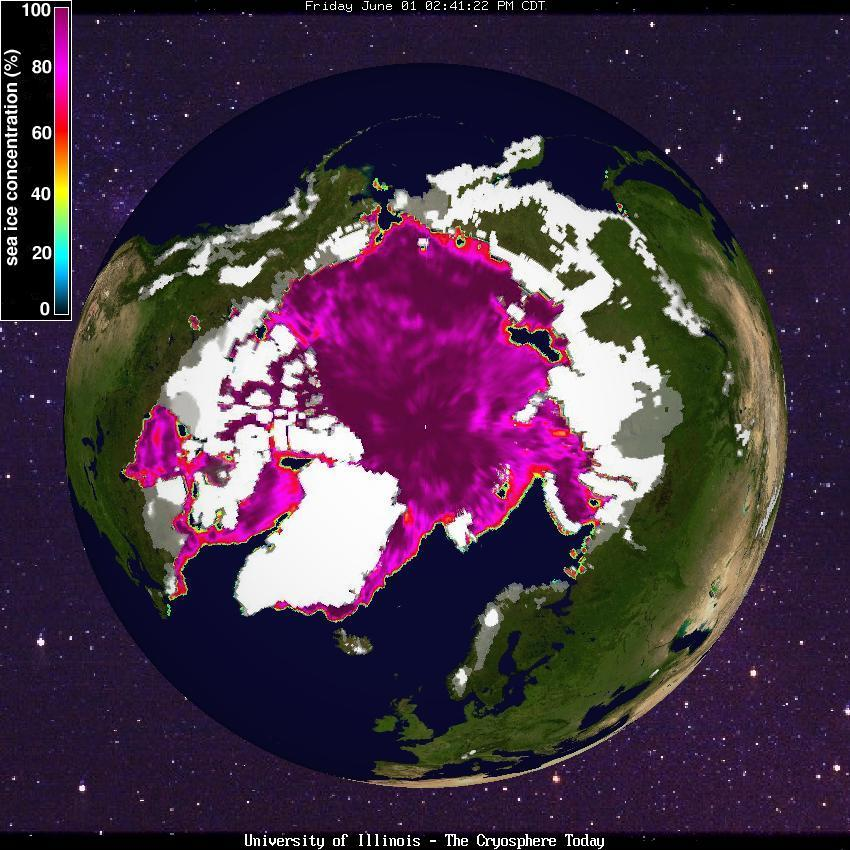 Friday June 01 02:41:22 PM CDT
100
80
60
40
20
0
sea ice concentration (%)
University of Illinois - The Cryosphere Today